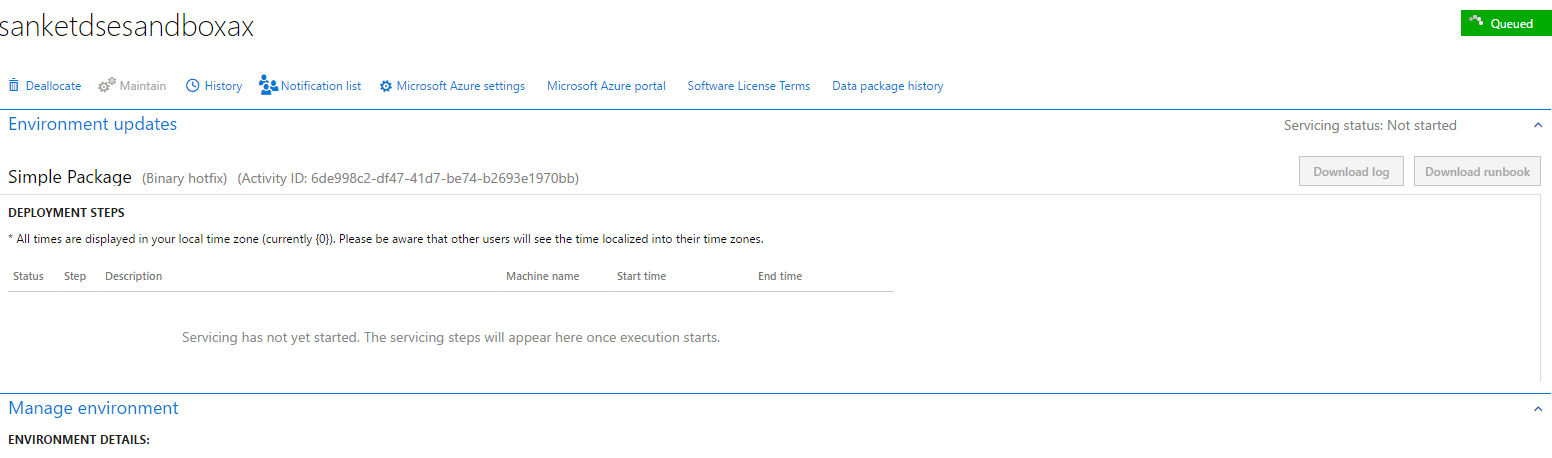 sanketdsesandboxax
Queued
Deallocate Maintain History Notification list Microsoft Azure settings Microsoft Azure portal Software License Terms Data package history
Environment updates Servicing status: Not started
Simple Package (Binary hotfix) (Activity ID: 6de998c2-df47-41d7-be74-b2693e1970bb) Download log Download runbook
DEPLOYMENT STEPS
* All times are displayed in your local time zone (currently {0}). Please be aware that other users will see the time localized into their time zones.
Status Step Description Machine name Start time End time
Servicing has not yet started. The servicing steps will appear here once execution starts.
Manage environment
ENVIRONMENT DETAILS: